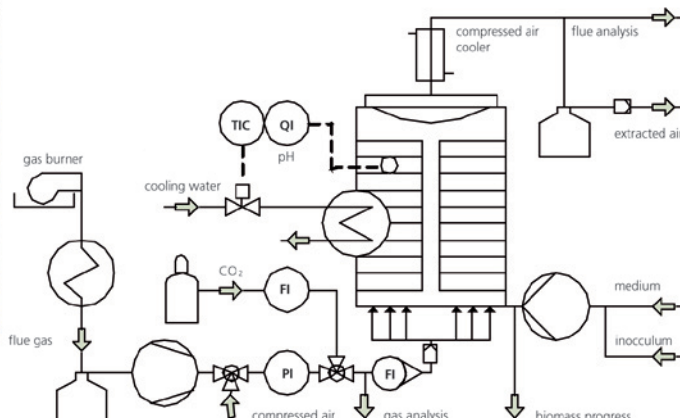 compressed air
cooler
flue analysis
TIC
QI
pH
extracted air
gas burner
cooling water
CO₂
FI
medium
flue gas
inocculum
PI
FI
compressed air
gas analysis
biomass progress